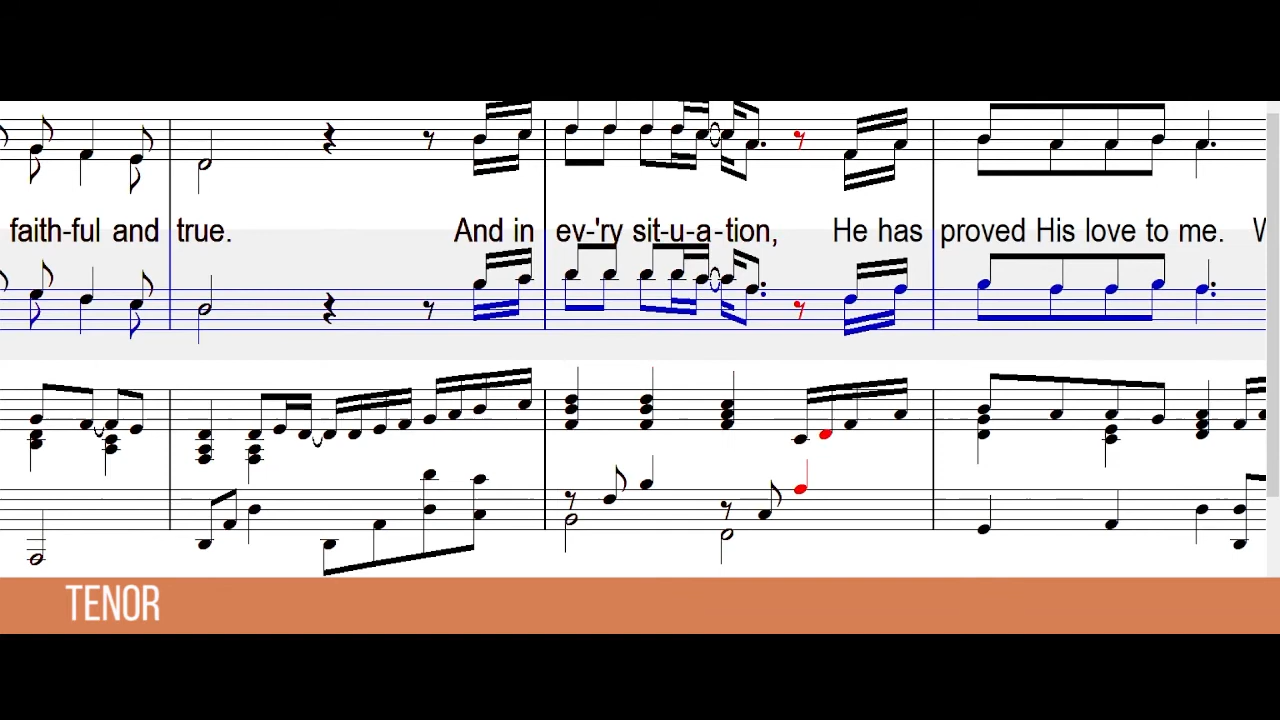 faith-ful and true. And in ev-'ry sit-u-a-tion, He has proved His love to me. W
TENOR